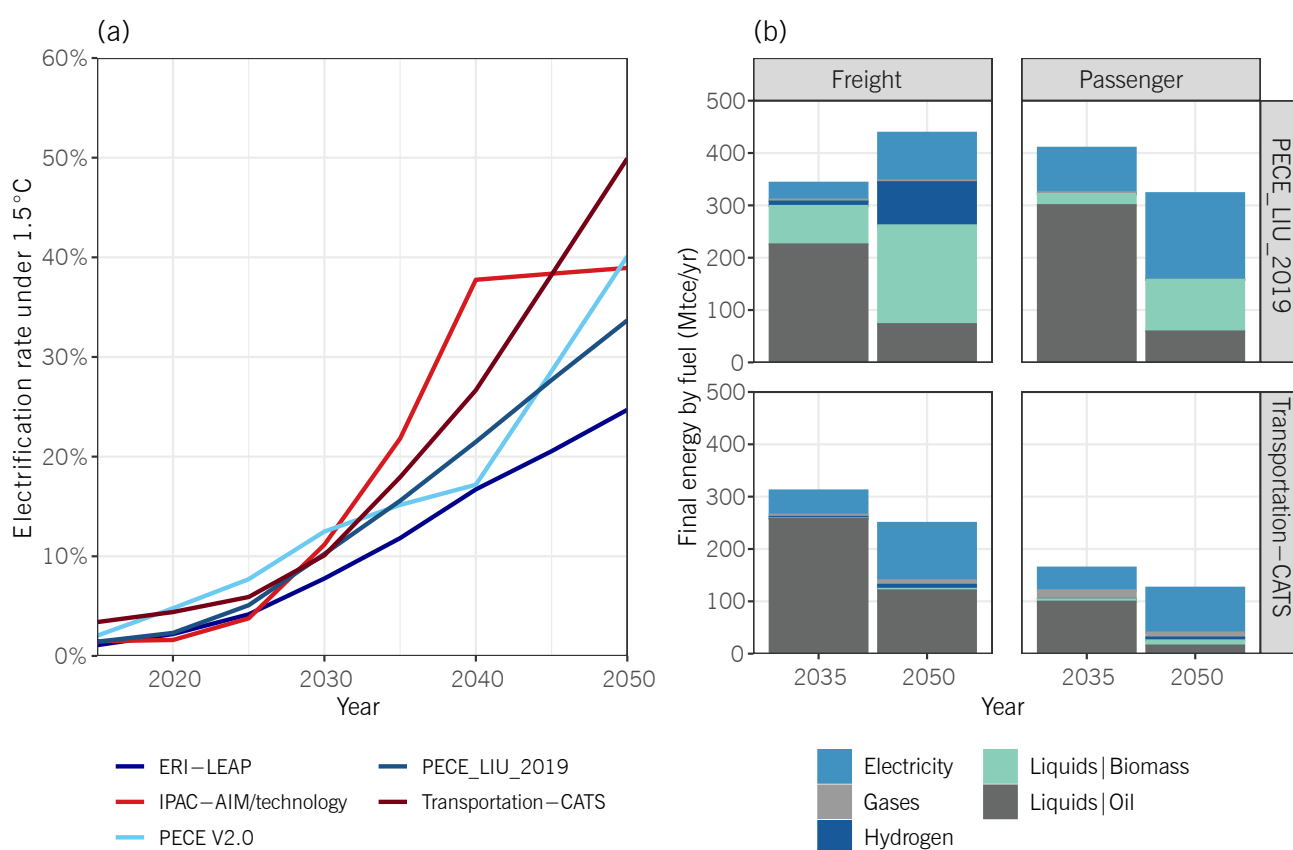 (a)
60%
50%
40%
30%
20%
10%
0%
Electrification rate under 1.5°C
2020
2030
2040
2050
Year
ERI–LEAP
IPAC–AIM/technology
PECE V2.0
PECE_LIU_2019
Transportation–CATS
(b)
Freight
Passenger
500
400
300
200
100
0
PECE_LIU_2019
500
400
300
200
100
0
Transportation–CATS
Final energy by fuel (Mtce/yr)
2035
2050
2035
2050
Year
Electricity
Gases
Hydrogen
Liquids|Biomass
Liquids|Oil